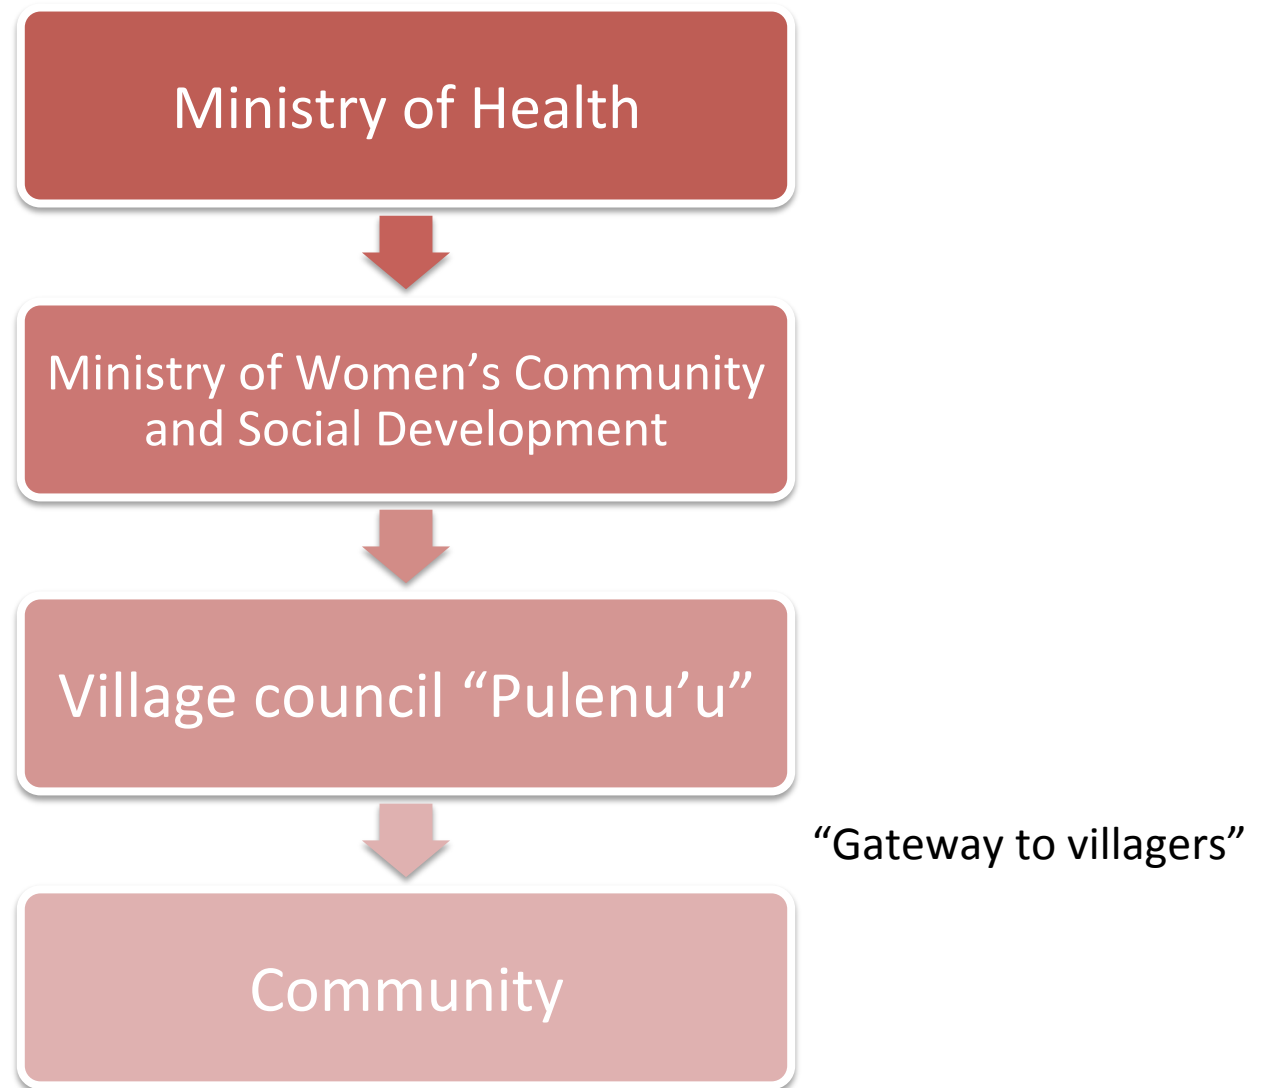 Ministry of Health
Ministry of Women’s Community
and Social Development
Village council “Pulenu’u”
“Gateway to villagers”
Community